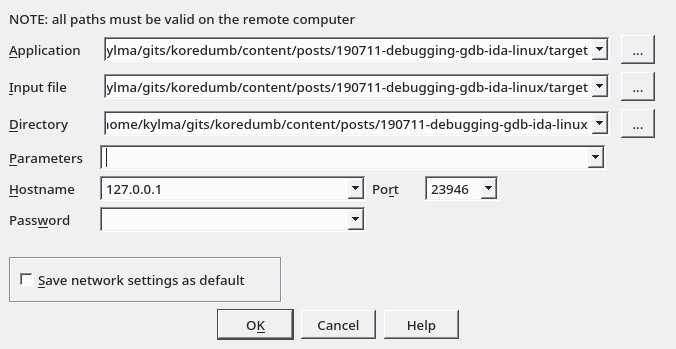 NOTE: all paths must be valid on the remote computer
Application ylma/gits/koredumb/content/posts/190711-debugging-gdb-ida-linux/target ...
Input file ylma/gits/koredumb/content/posts/190711-debugging-gdb-ida-linux/target ...
Directory ome/kylma/gits/koredumb/content/posts/190711-debugging-gdb-ida-linux ...
Parameters
Hostname 127.0.0.1 Port 23946
Password
Save network settings as default
OK Cancel Help